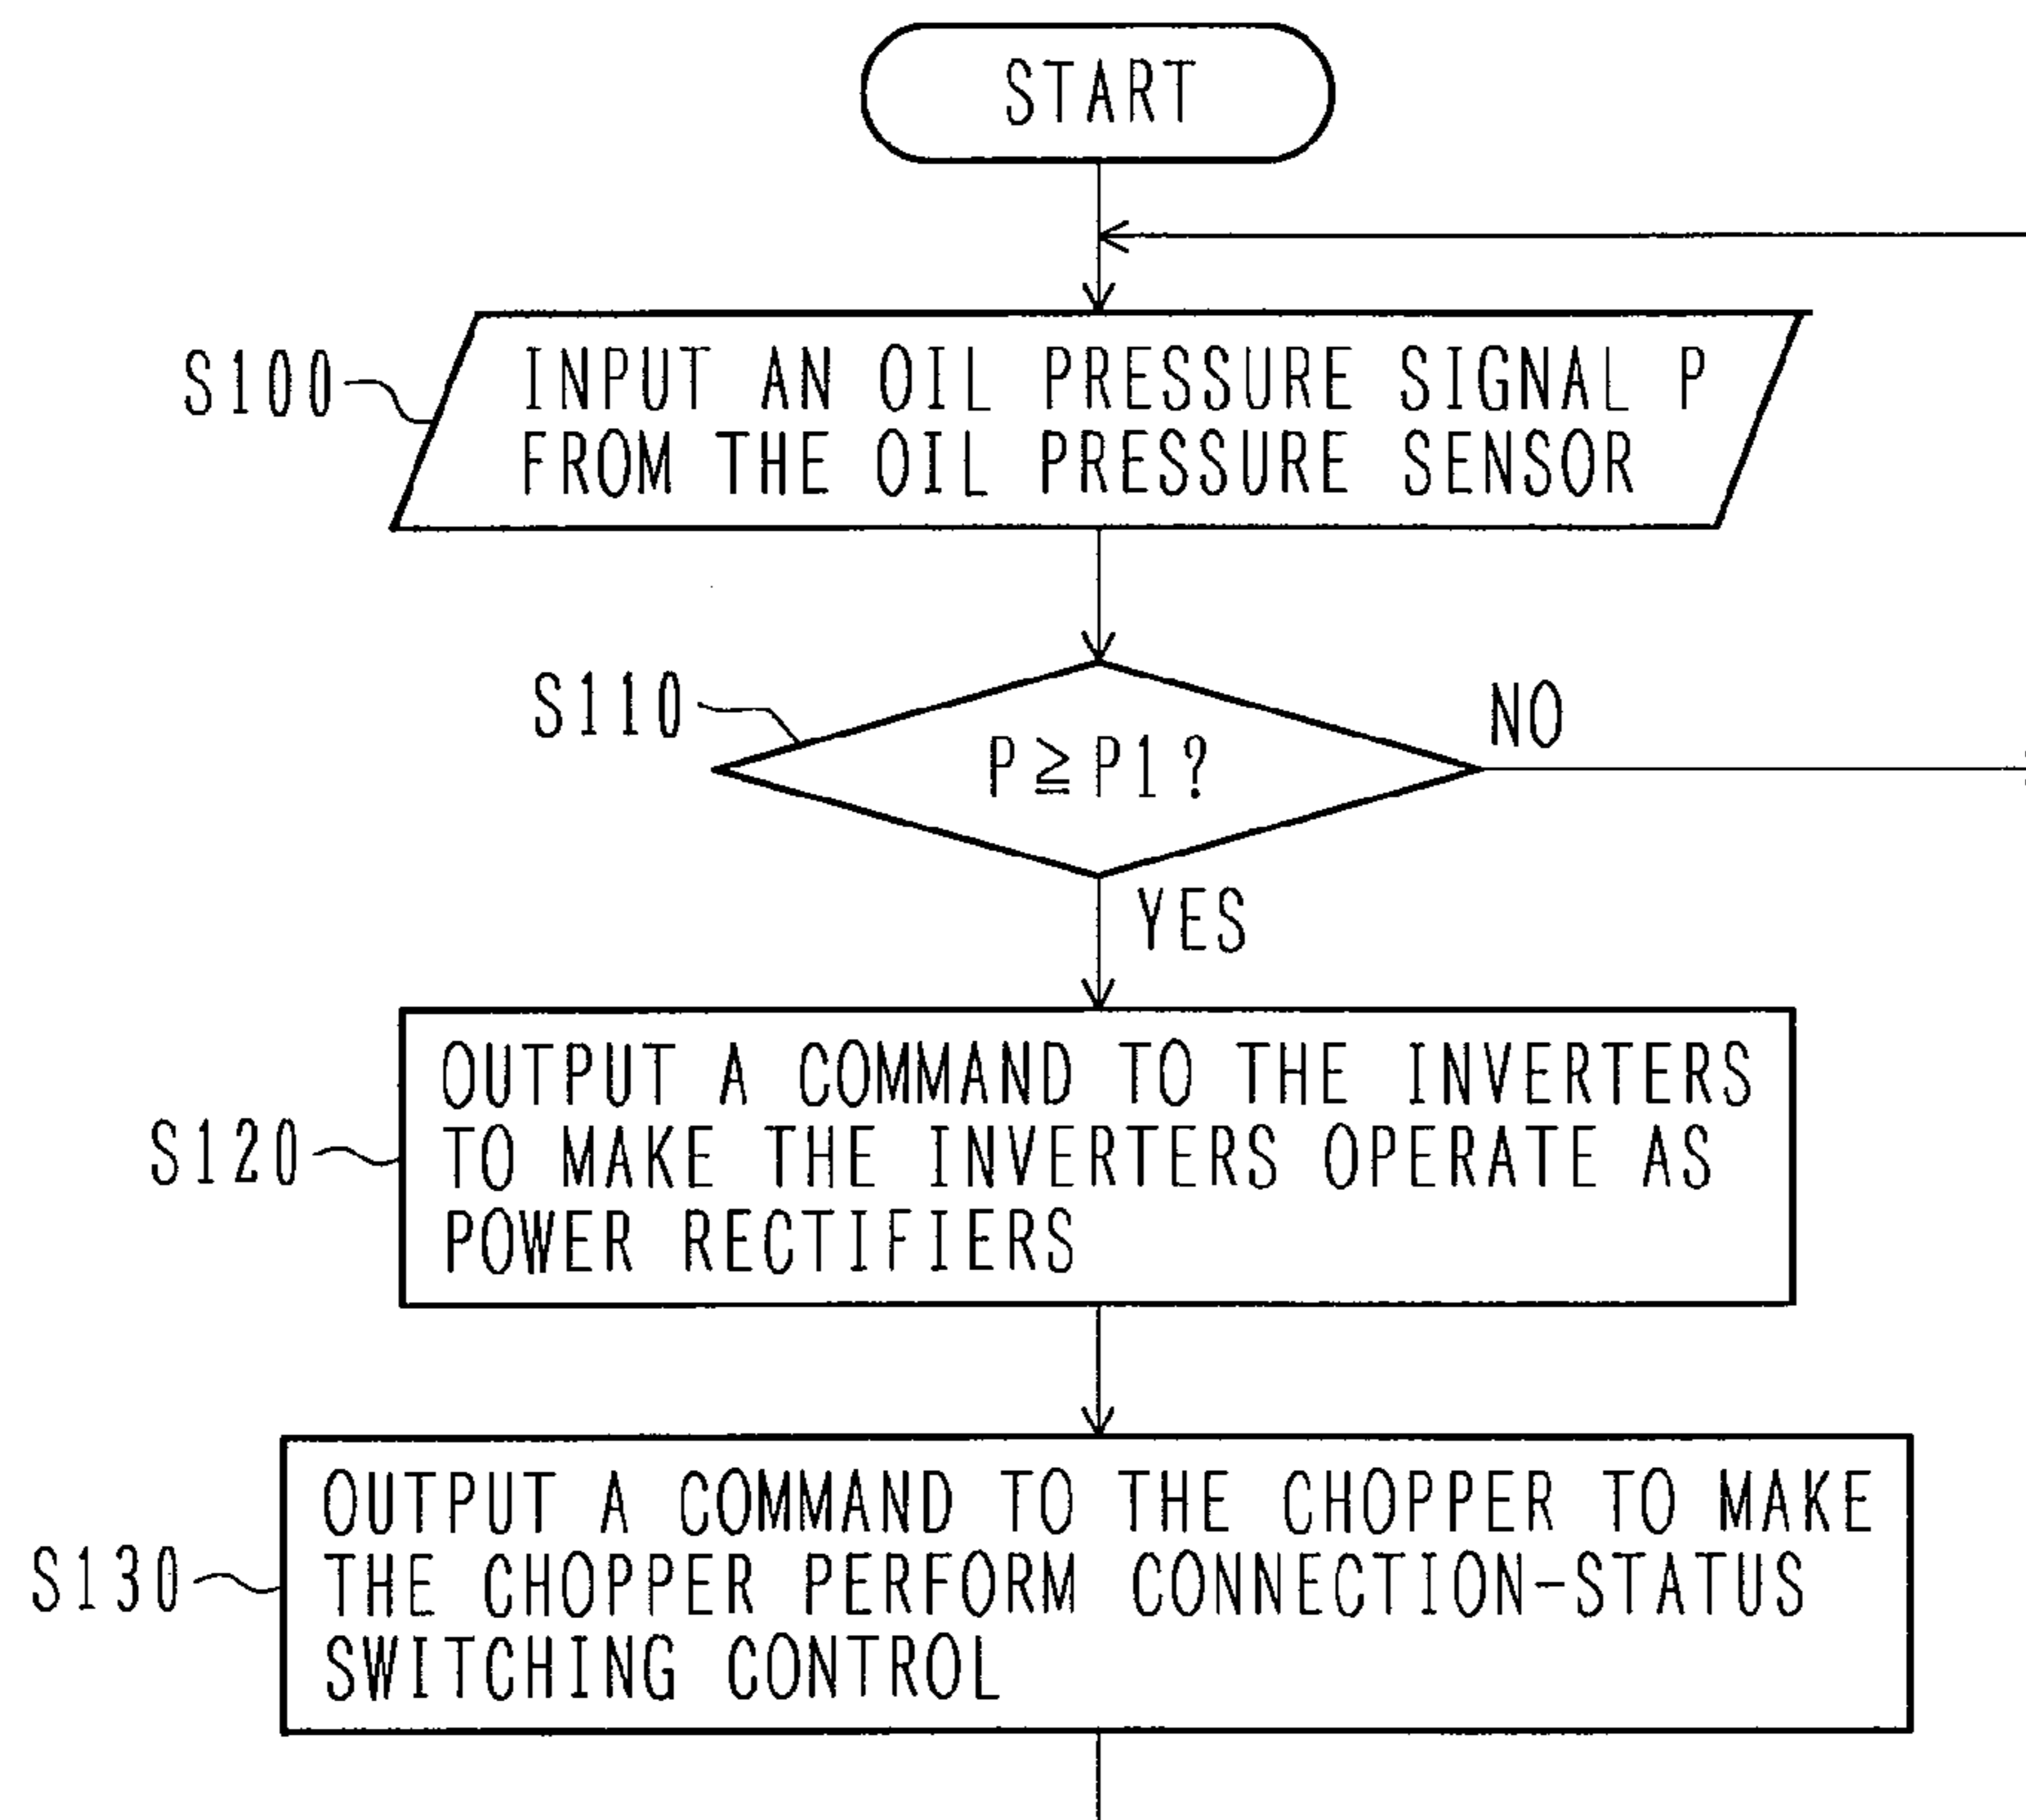 START
S100
INPUT AN OIL PRESSURE SIGNAL P
FROM THE OIL PRESSURE SENSOR
S110
P≧P1?
NO
YES
S120
OUTPUT A COMMAND TO THE INVERTERS
TO MAKE THE INVERTERS OPERATE AS
POWER RECTIFIERS
S130
OUTPUT A COMMAND TO THE CHOPPER TO MAKE
THE CHOPPER PERFORM CONNECTION-STATUS
SWITCHING CONTROL